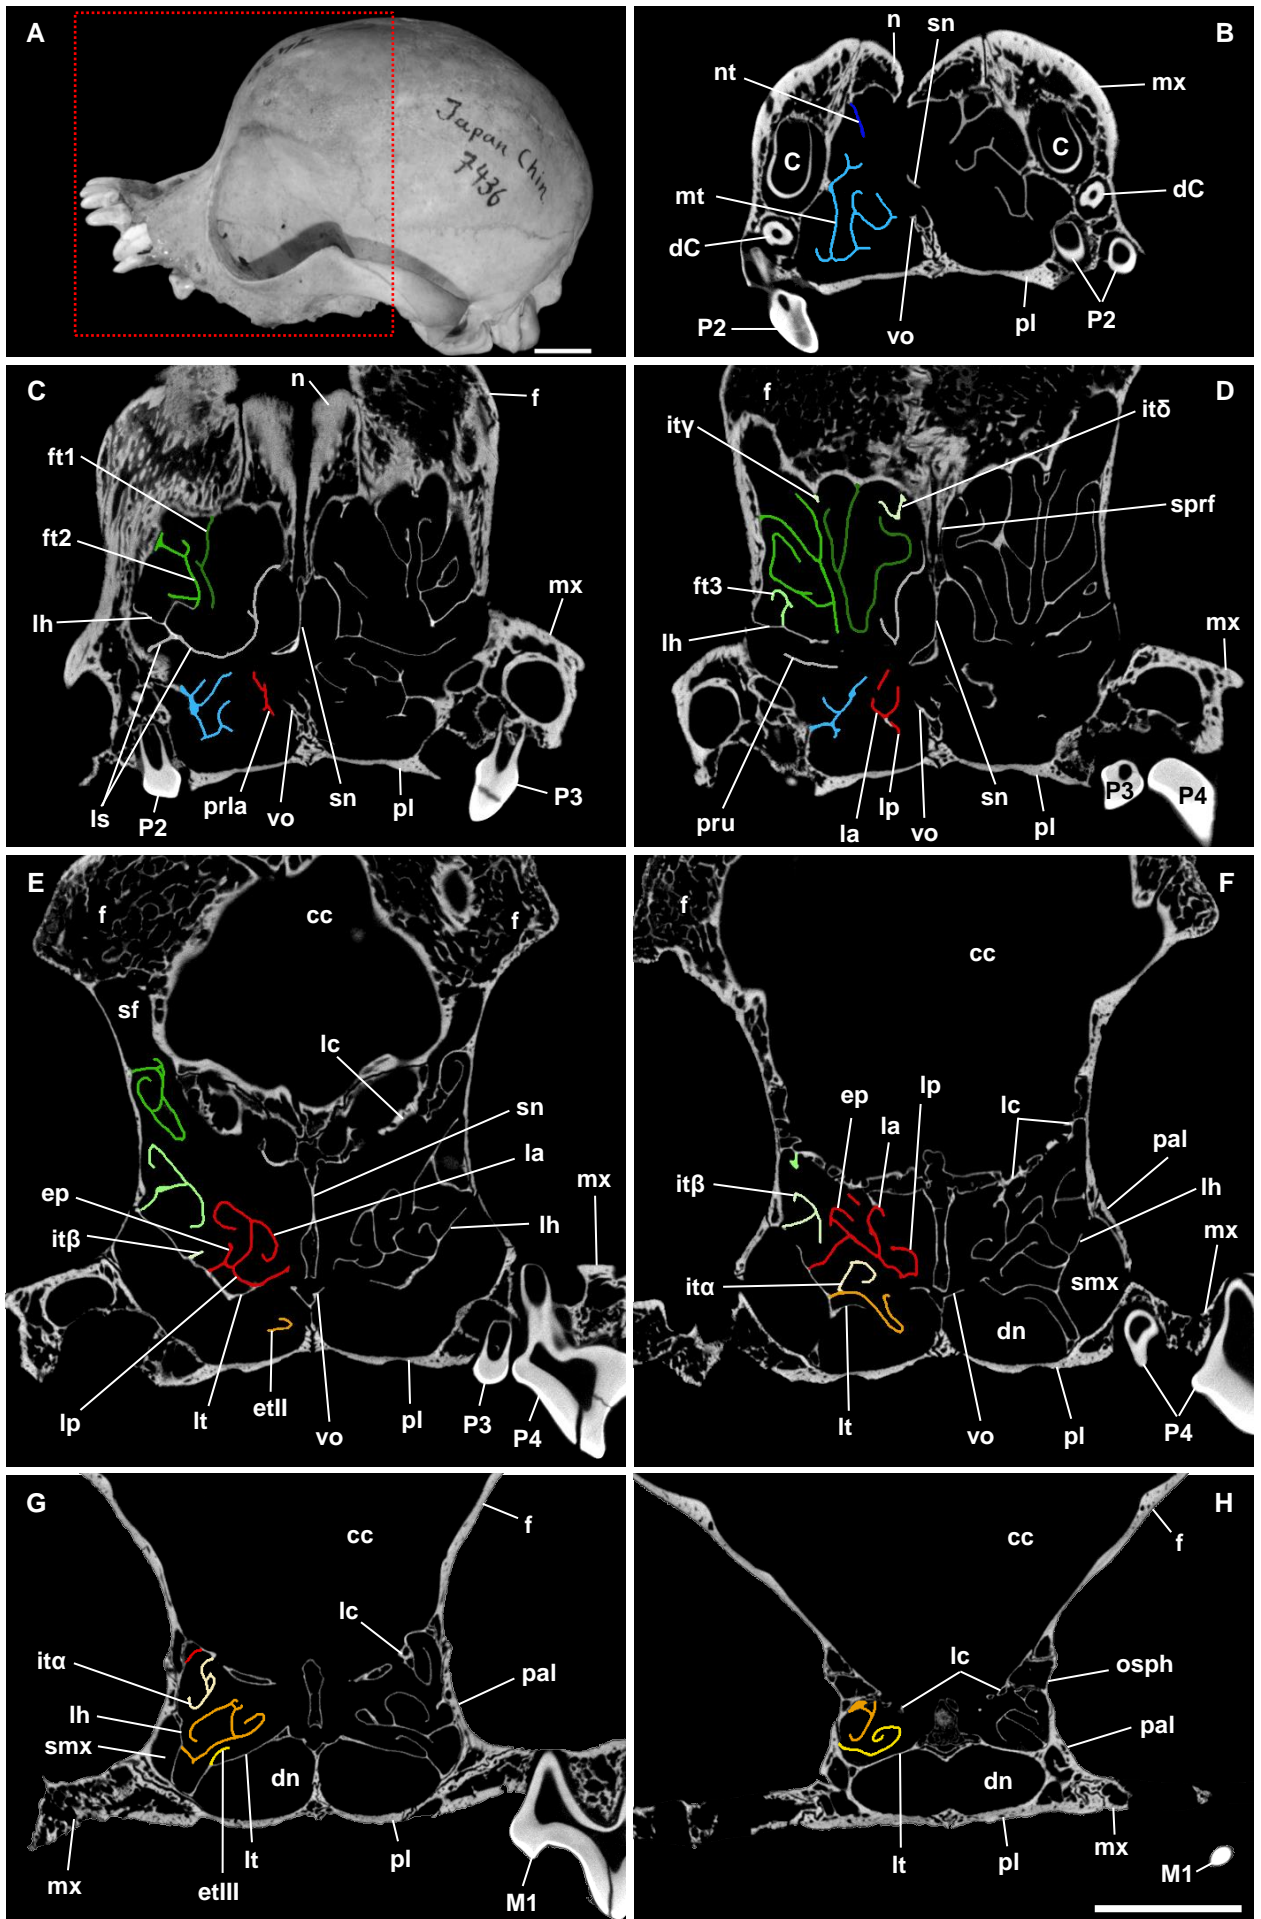 A
Japan Chin
7436
B
n
sn
nt
mx
C
C
mt
dC
dC
P2
vo
pl
P2
C
n
f
ft1
ft2
lh
mx
ls
P2
prla
vo
sn
pl
P3
D
f
itγ
itδ
sprf
ft3
lh
mx
pru
la
lp
vo
sn
pl
P3
P4
E
f
cc
f
sf
lc
sn
la
ep
mx
itβ
lh
lp
lt
etII
vo
pl
P3
P4
F
f
cc
ep
la
lp
lc
pal
itβ
lh
mx
itα
smx
dn
lt
vo
pl
P4
G
cc
f
lc
itα
pal
lh
smx
dn
mx
etIII
lt
pl
M1
H
cc
f
lc
osph
pal
dn
lt
pl
mx
M1